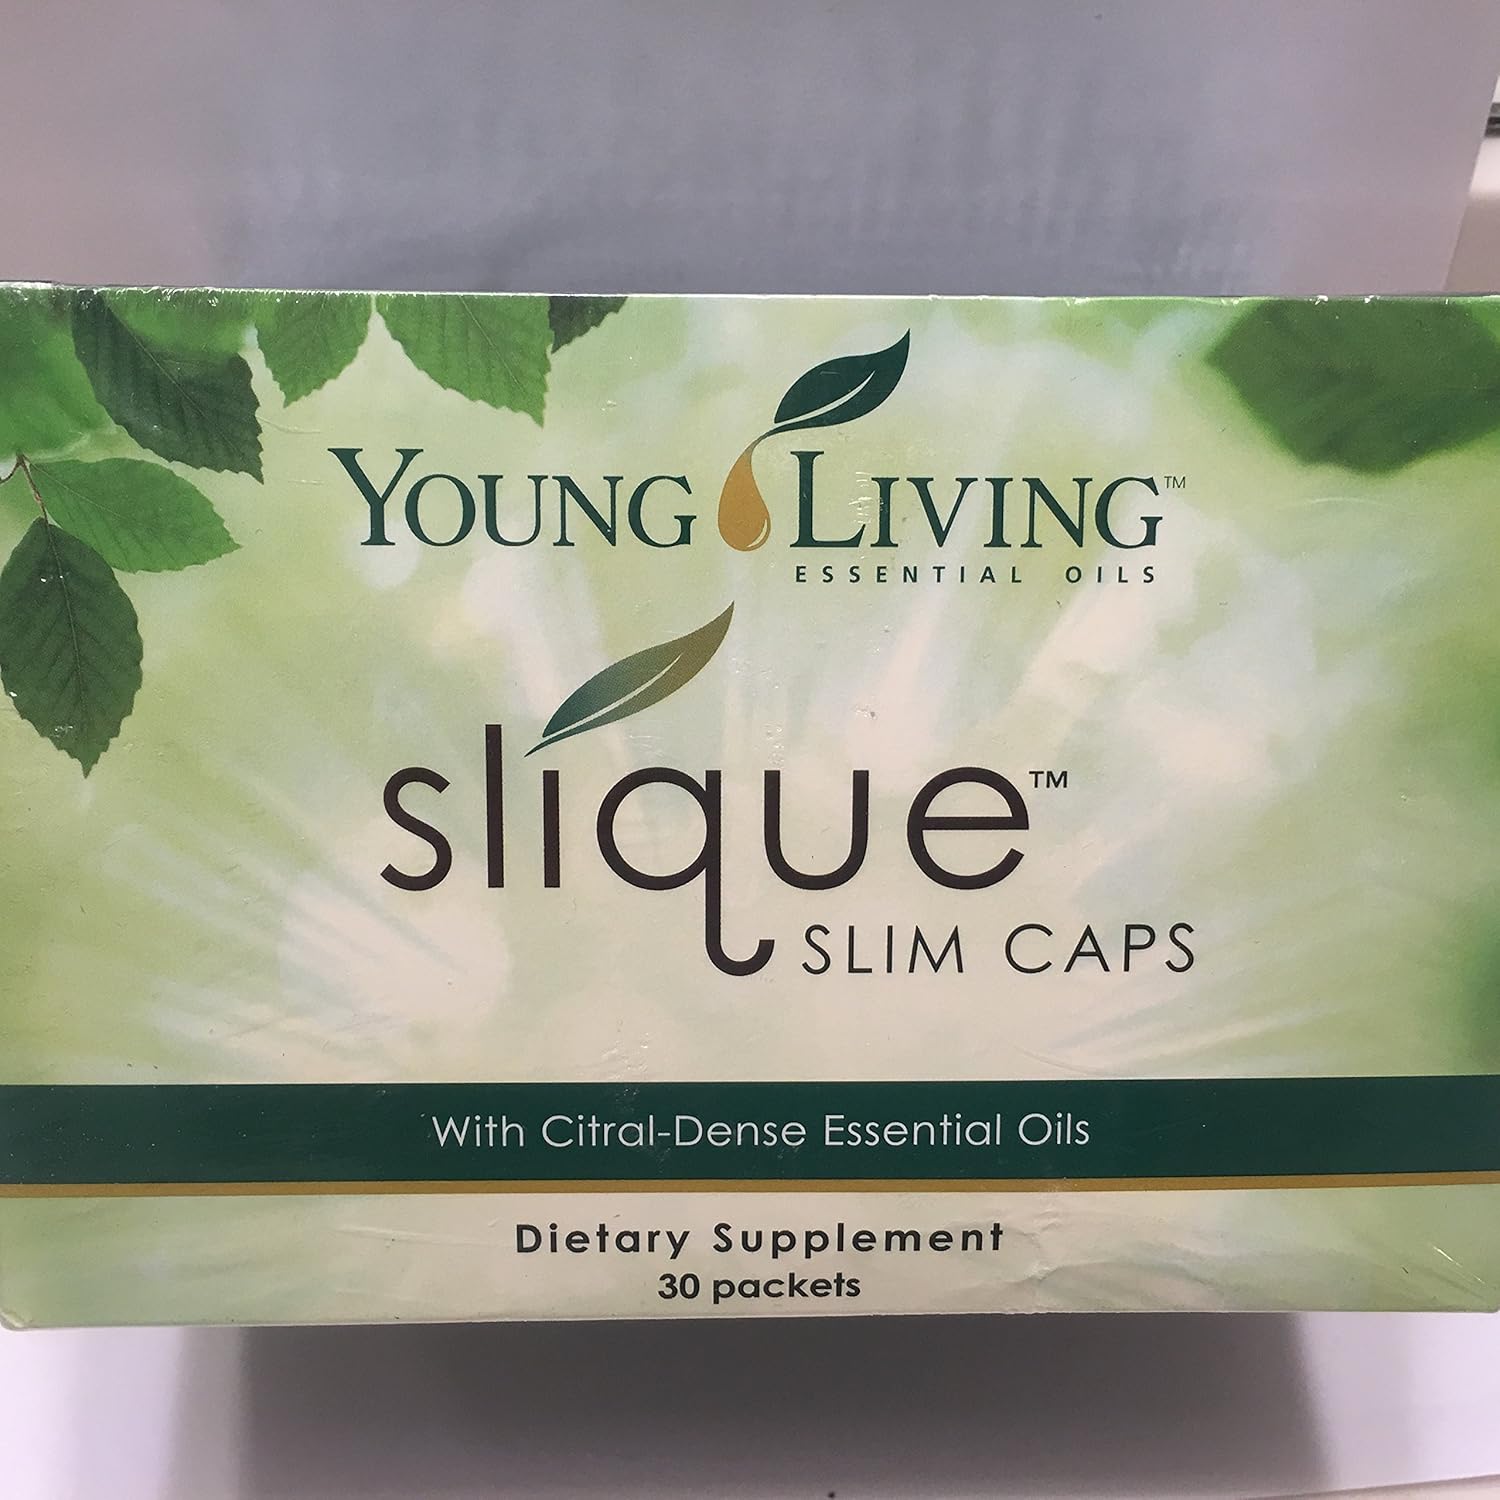 YOUNG LIVING™
ESSENTIAL OILS
slique™
SLIM CAPS
With Citral-Dense Essential Oils
Dietary Supplement
30 packets